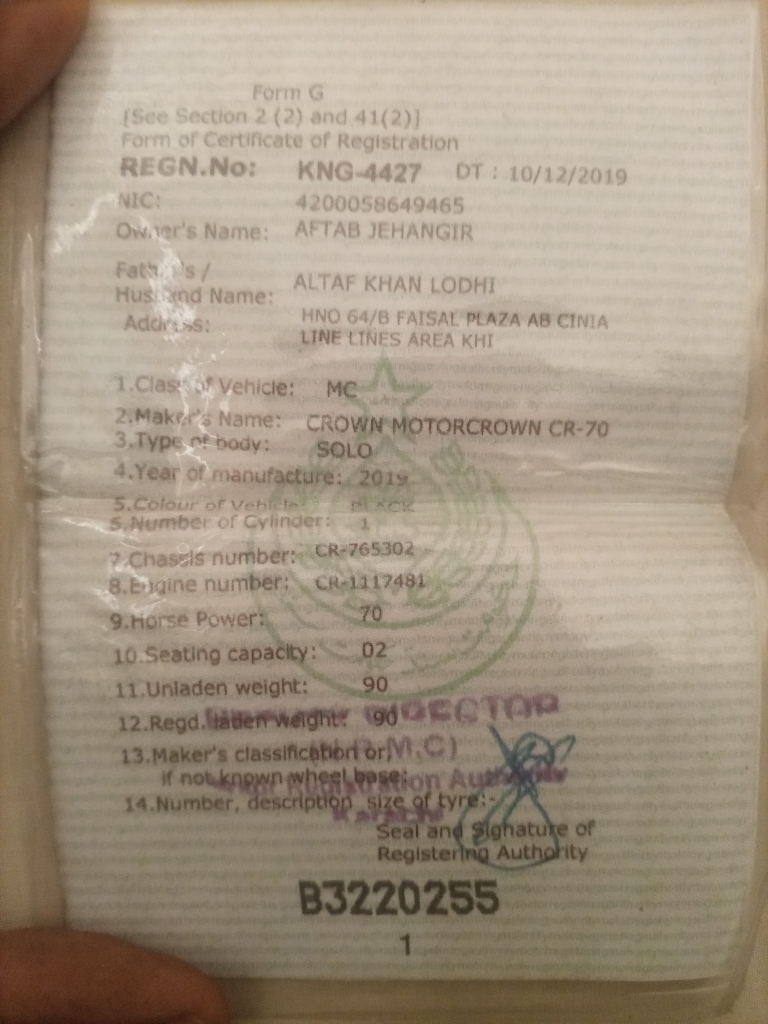 Form G
[See Section 2 (2) and 41(2)]
Form of Certificate of Registration
REGN.No: KNG-4427 DT : 10/12/2019
NIC: 4200058649465
Owner's Name: AFTAB JEHANGIR
Father's /
Husband Name: ALTAF KHAN LODHI
Address: HNO 64/B FAISAL PLAZA AB CINIA
LINE LINES AREA KHI
1.Class of Vehicle: MC
2.Maker's Name: CROWN MOTORCROWN CR-70
3.Type of body: SOLO
4.Year of manufacture: 2019
5.Colour of Vehicle: BLACK
6.Number of Cylinder: 1
7.Chassis number: CR-765302
8.Engine number: CR-1117481
9.Horse Power: 70
10.Seating capacity: 02
11.Unladen weight: 90
DIRECTOR
12.Regd. laden weight: 90
13.Maker's classification or,
if not known wheel base:
Registration Authority
14.Number, description size of tyre:-
Karachi
Seal and Signature of
Registering Authority
B3220255
1